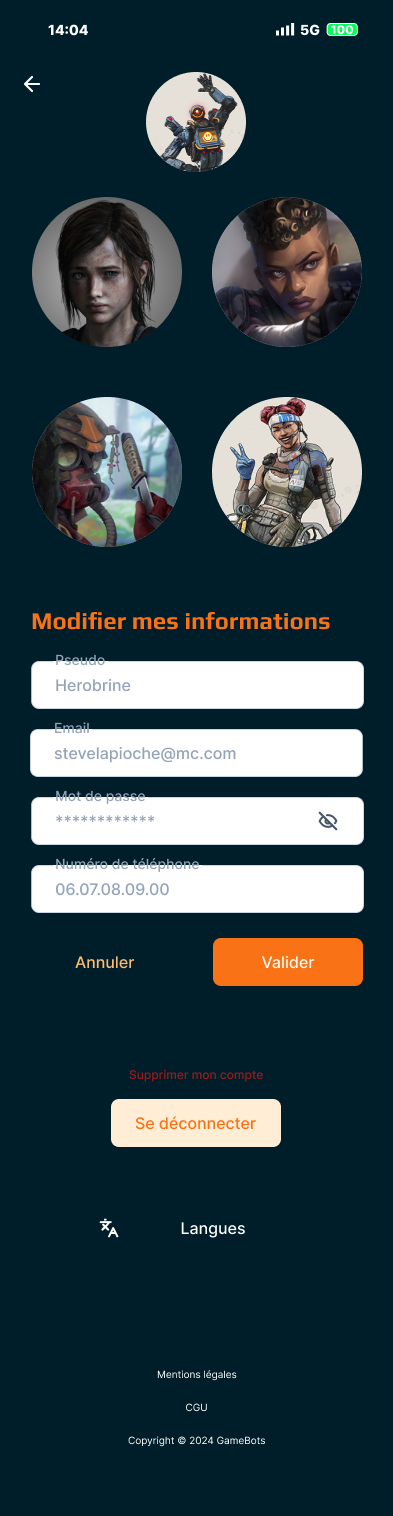 14:04
5G 100
Modifier mes informations
Pseudo
Herobrine
Email
stevelapioche@mc.com
Mot de passe
************
Numéro de téléphone
06.07.08.09.00
Annuler
Valider
Supprimer mon compte
Se déconnecter
Langues
Mentions légales
CGU
Copyright © 2024 GameBots